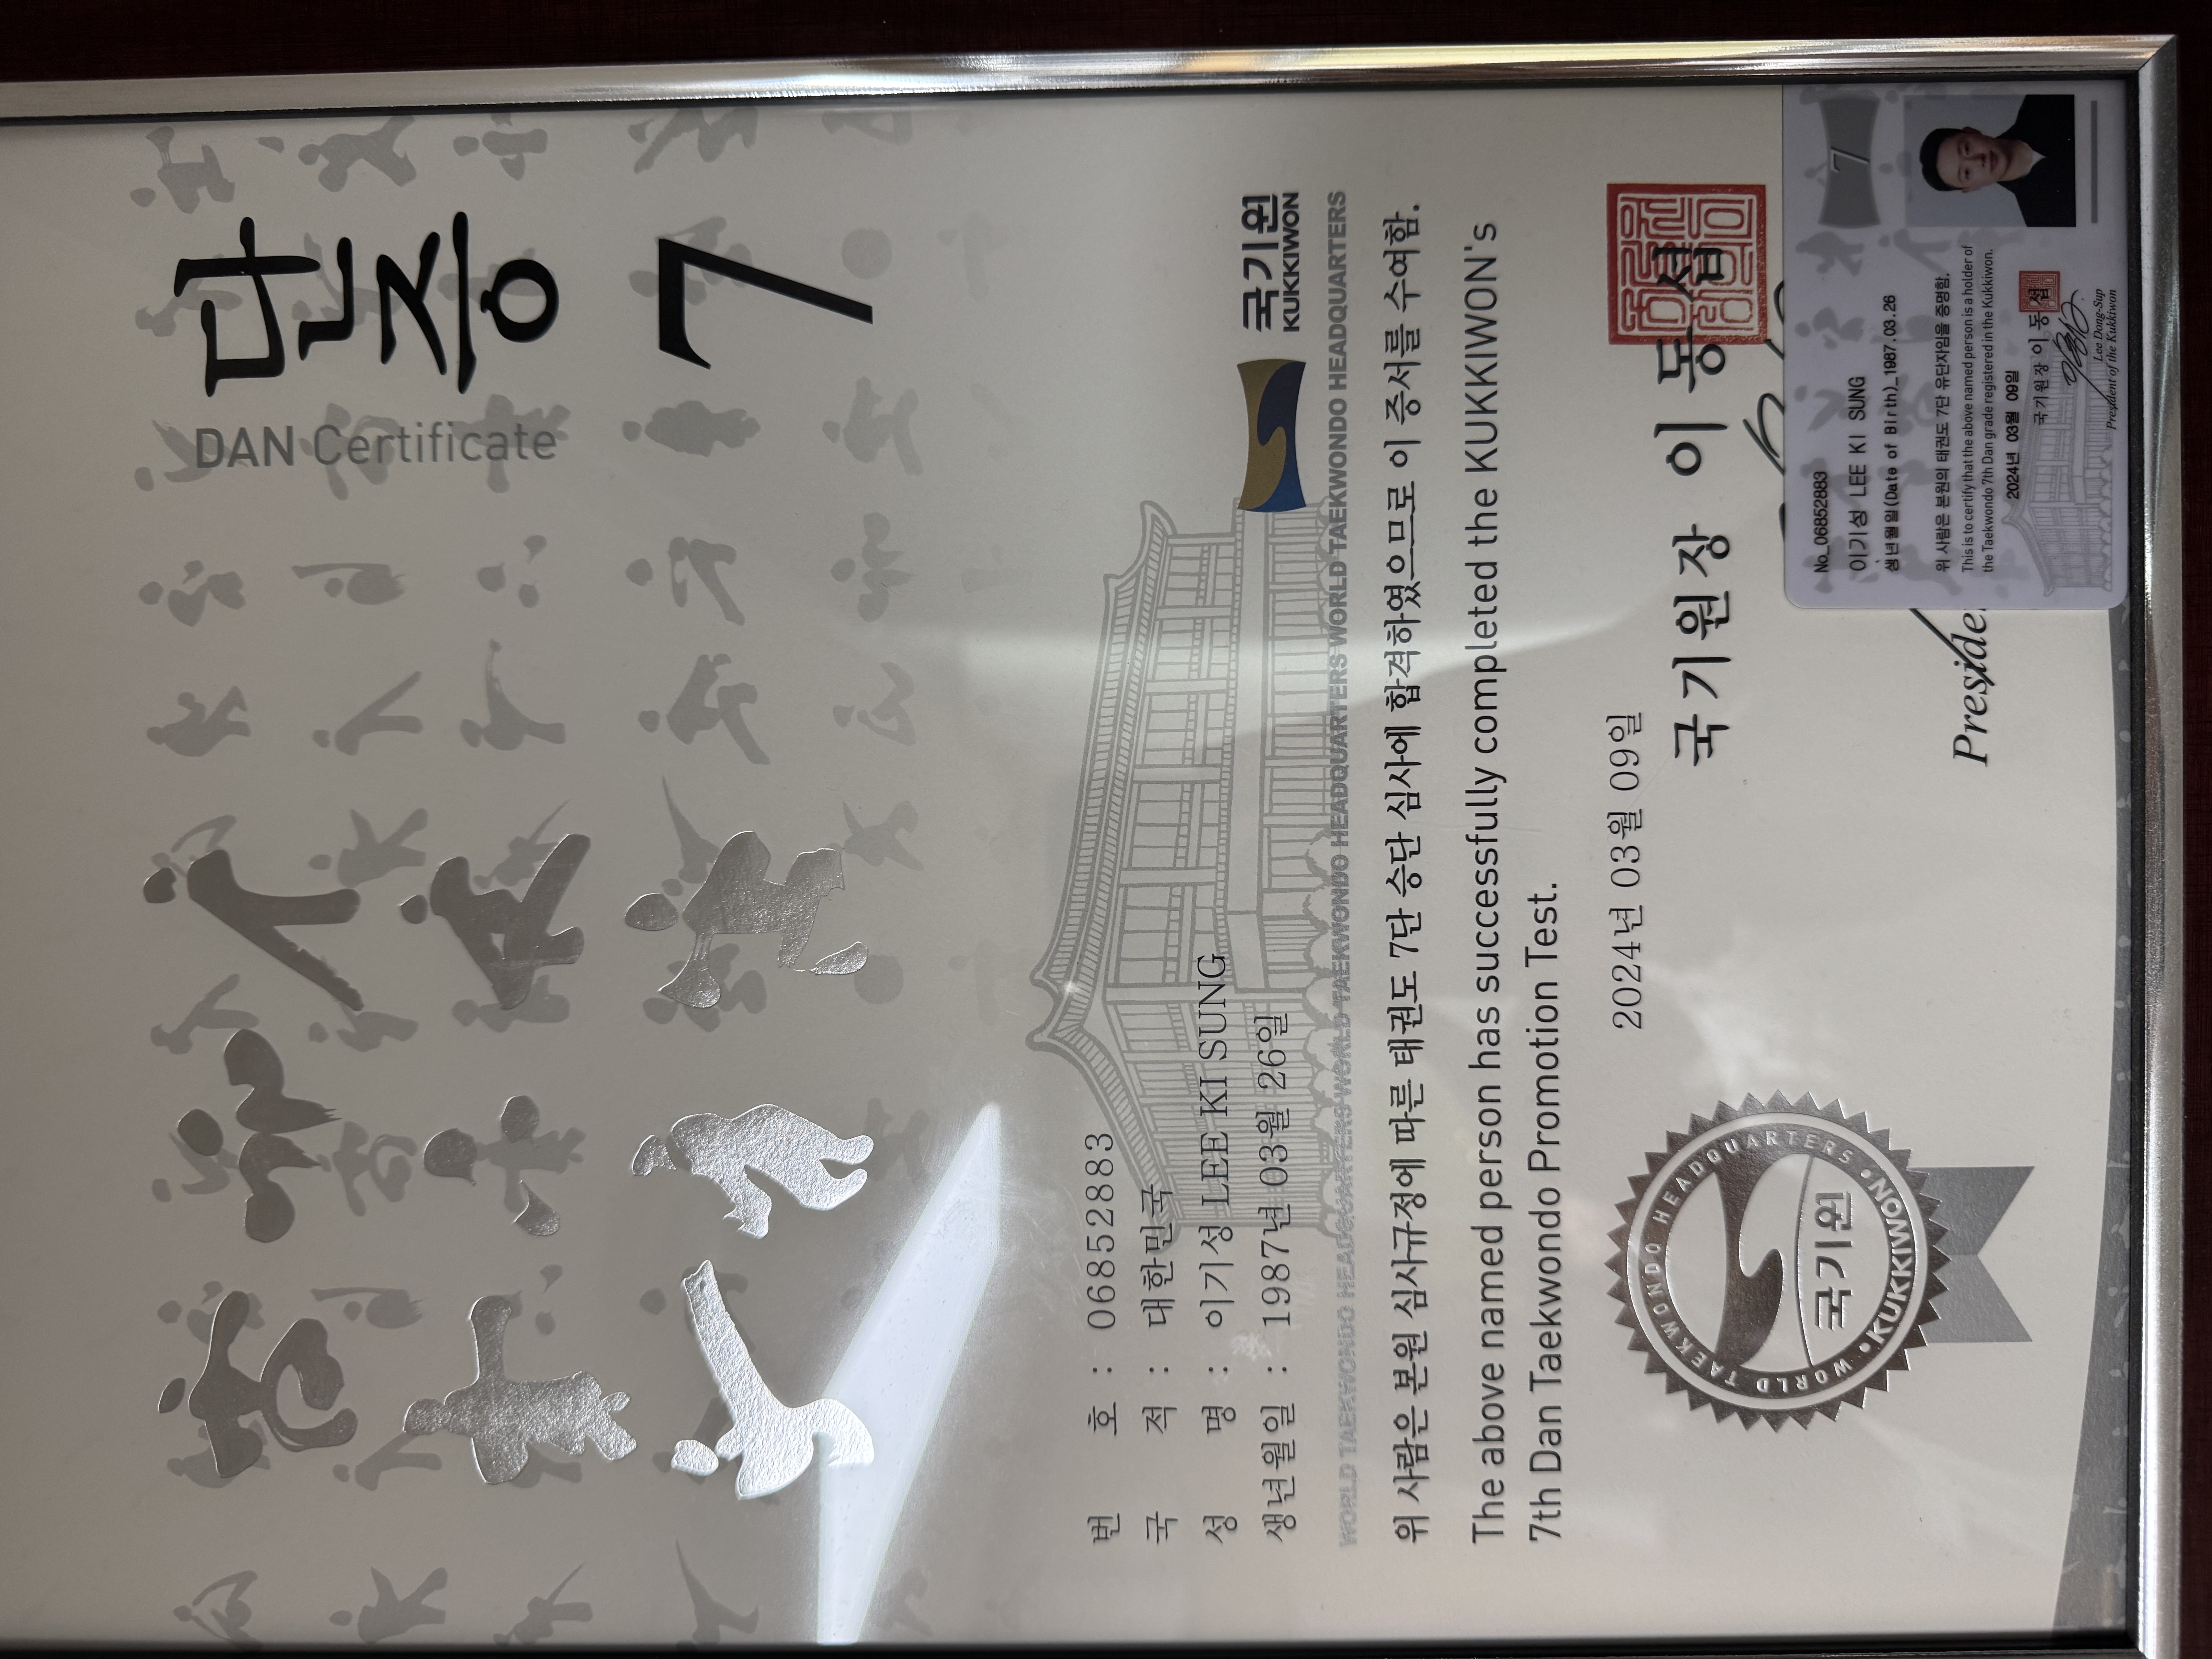 단증
DAN Certificate
7
번 호 : 06852883
국 적 : 대한민국
성 명 : 이기성 LEE KI SUNG
생년월일 : 1987년 03월 26일
국기원
KUKKIWON
WORLD TAEKWONDO HEADQUARTERS WORLD TAEKWONDO HEADQUARTERS WORLD TAEKWONDO HEADQUARTERS WORLD TAEKWONDO HEADQUARTERS
위 사람은 본원 심사규정에 따른 태권도 7단 승단 심사에 합격하였으므로 이 증서를 수여함.
The above named person has successfully completed the KUKKIWON's
7th Dan Taekwondo Promotion Test.
2024년 03월 09일
국기원장 이동섭
Preside
WORLD TAEKWONDO HEADQUARTERS
국기원
KUKKIWON
7
No_06852883
이기성 LEE KI SUNG
생년월일(Date of Birth)_1987.03.26
위 사람은 본원의 태권도 7단 유단자임을 증명함.
This is to certify that the above named person is a holder of
the Taekwondo 7th Dan grade registered in the Kukkiwon.
2024년 03월 09일
국기원장 이동섭
Lee Dong-Sup
President of the Kukkiwon